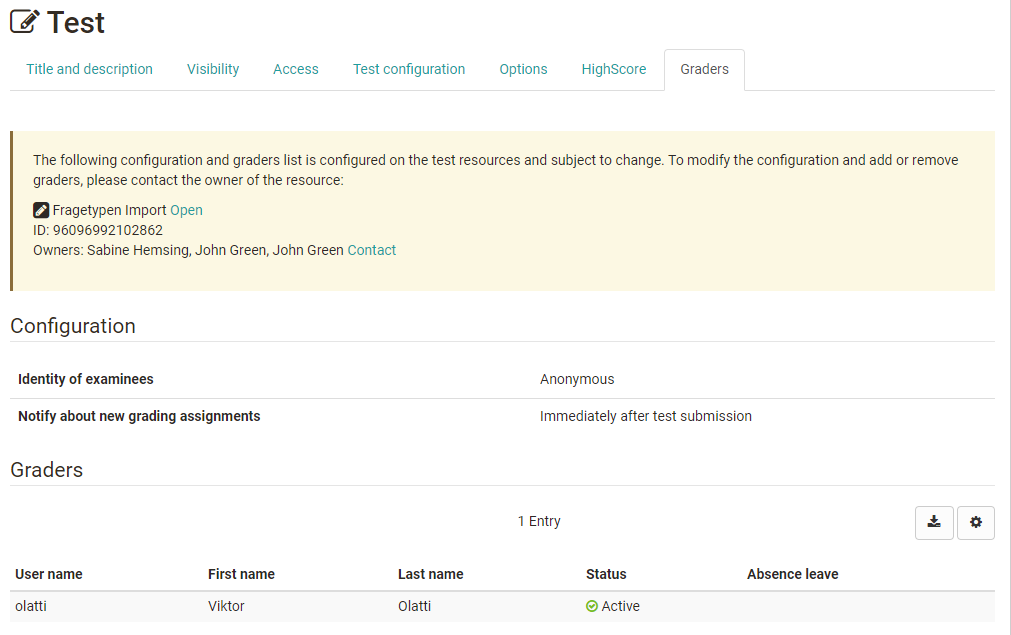 Test
Title and description Visibility Access Test configuration Options HighScore Graders
The following configuration and graders list is configured on the test resources and subject to change. To modify the configuration and add or remove
graders, please contact the owner of the resource:
Fragetypen Import Open
ID: 96096992102862
Owners: Sabine Hemsing, John Green, John Green Contact
Configuration
Identity of examinees Anonymous
Notify about new grading assignments Immediately after test submission
Graders
1 Entry
User name First name Last name Status Absence leave
olatti Viktor Olatti Active